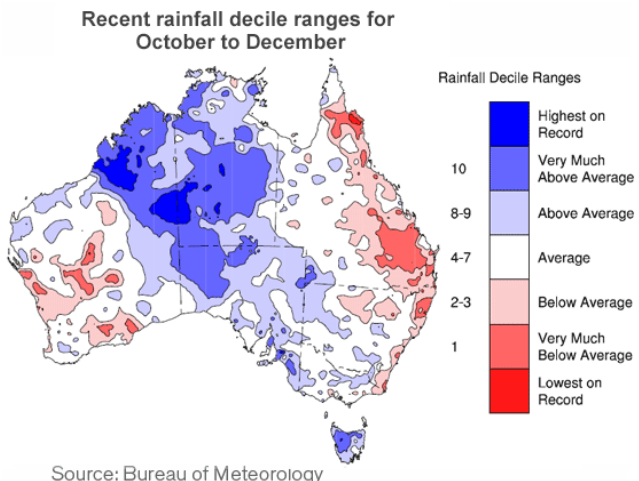 Recent rainfall decile ranges for
October to December
Rainfall Decile Ranges
Highest on
Record
10
Very Much
Above Average
8-9
Above Average
4-7
Average
2-3
Below Average
1
Very Much
Below Average
Lowest on
Record
Source: Bureau of Meteorology